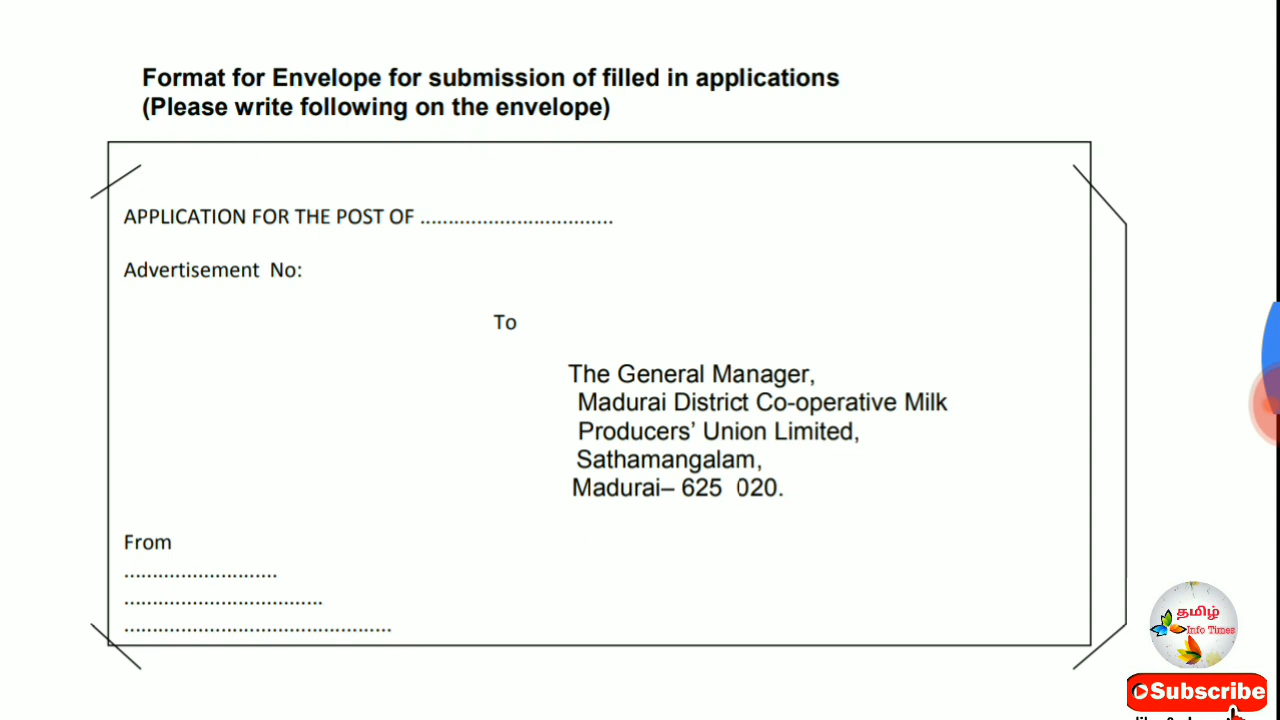 Format for Envelope for submission of filled in applications
(Please write following on the envelope)
APPLICATION FOR THE POST OF ..................................
Advertisement No:
To
The General Manager,
Madurai District Co-operative Milk
Producers’ Union Limited,
Sathamangalam,
Madurai– 625 020.
From
...........................
...................................
...............................................
தமிழ்
Info Times
Subscribe